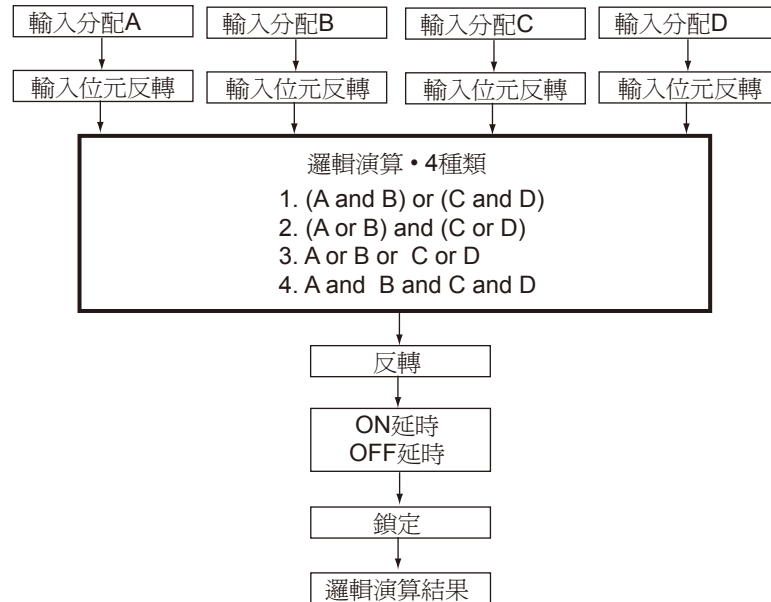 輸入分配A
輸入分配B
輸入分配C
輸入分配D
輸入位元反轉
輸入位元反轉
輸入位元反轉
輸入位元反轉
邏輯演算•4種類
1. (A and B) or (C and D)
2. (A or B) and (C or D)
3. A or B or C or D
4. A and B and C and D
反轉
ON延時
OFF延時
鎖定
邏輯演算結果